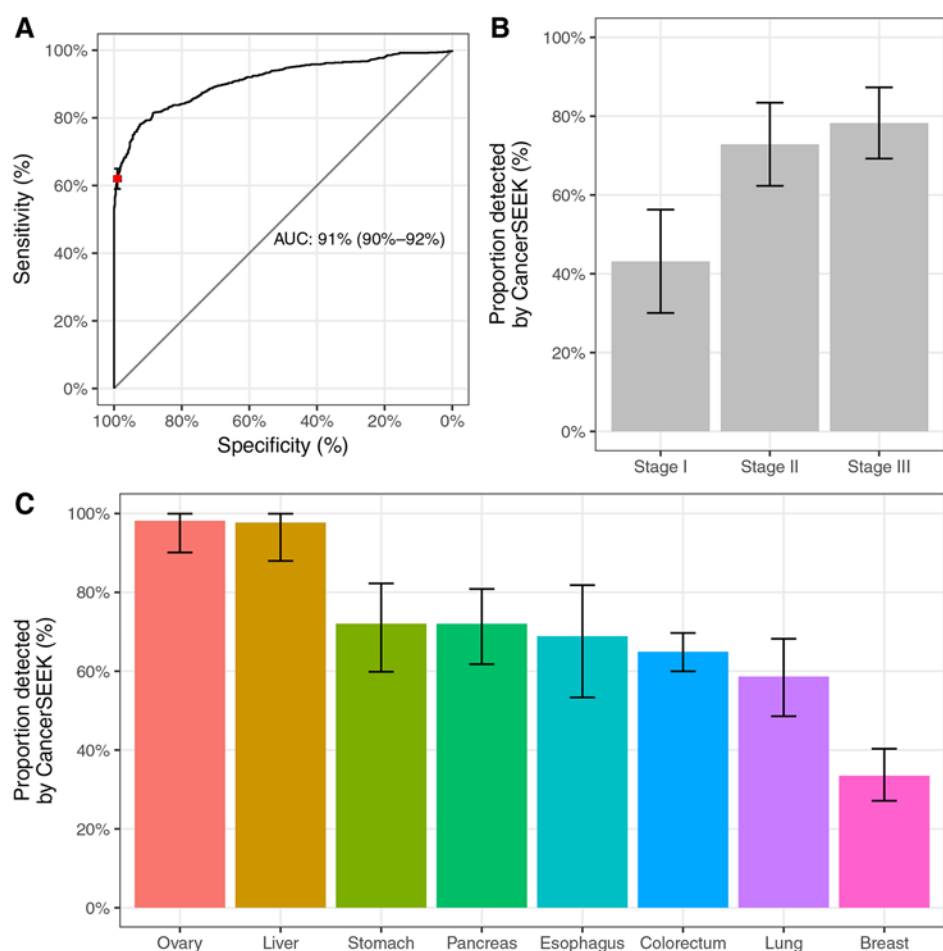 A
100%
80%
60%
40%
20%
0%
Sensitivity (%)
AUC: 91% (90%–92%)
100% 80% 60% 40% 20% 0%
Specificity (%)
B
100%
80%
60%
40%
20%
0%
Proportion detected
by CancerSEEK (%)
Stage I Stage II Stage III
C
100%
80%
60%
40%
20%
0%
Proportion detected
by CancerSEEK (%)
Ovary Liver Stomach Pancreas Esophagus Colorectum Lung Breast